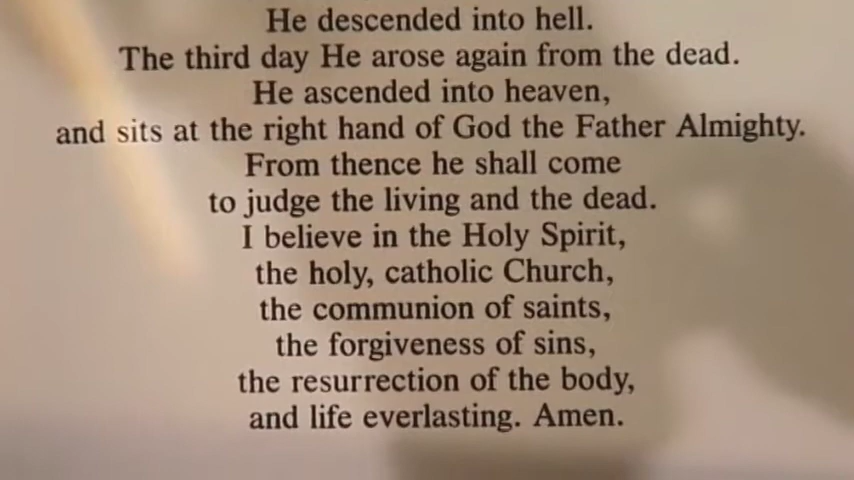 He descended into hell.
The third day He arose again from the dead.
He ascended into heaven,
and sits at the right hand of God the Father Almighty.
From thence he shall come
to judge the living and the dead.
I believe in the Holy Spirit,
the holy, catholic Church,
the communion of saints,
the forgiveness of sins,
the resurrection of the body,
and life everlasting. Amen.